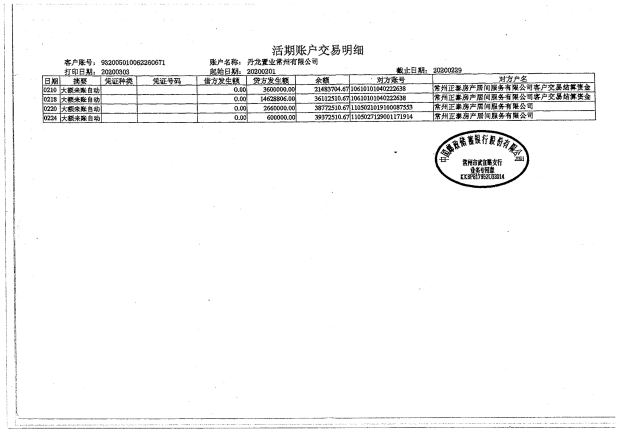 活期账户交易明细
客户账号： 932005010062260671 账户名称： 丹龙置业常州有限公司
打印日期： 20200303 起始日期： 20200201 截止日期： 20200229
日期 摘要 凭证种类 凭证号码 借方发生额 贷方发生额 余额 对方账号 对方户名
0210 大额来账自动 0.00 3600000.00 21483704.67 10610101040222638 常州正泰房产居间服务有限公司客户交易结算资金
0218 大额来账自动 0.00 14628806.00 36112510.67 10610101040222638 常州正泰房产居间服务有限公司客户交易结算资金
0220 大额来账自动 0.00 2660000.00 38772510.67 1105021019100087553 常州正泰房产居间服务有限公司
0224 大额来账自动 0.00 600000.00 39372510.67 1105027129001171914 常州正泰房产居间服务有限公司
中国邮政储蓄银行股份有限公司
常州市武宜路支行
业务专用章